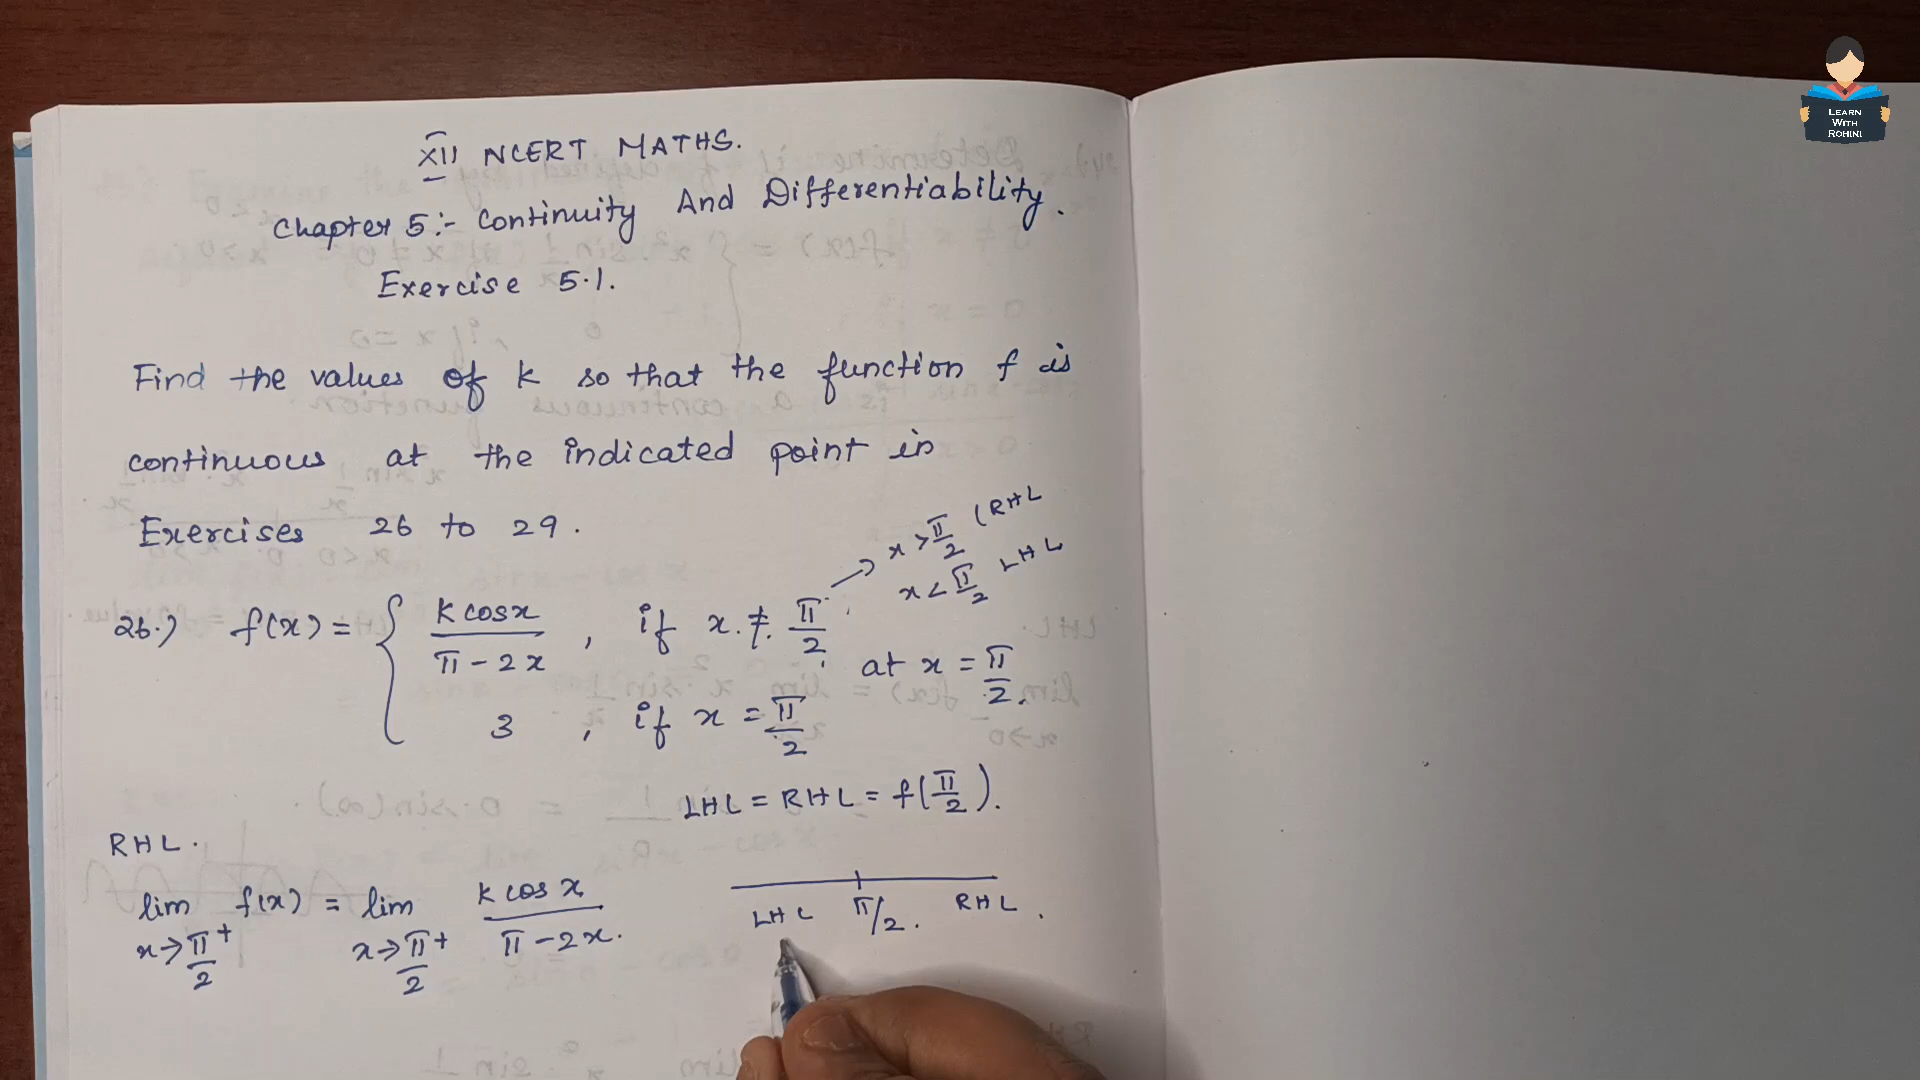 XII NCERT MATHS.
Chapter 5:- Continuity And Differentiability.
Exercise 5.1.
Find the values of k so that the function f is
continuous at the indicated point in
Exercises 26 to 29.
→ x > π/2 (RHL
x < π/2 LHL
26.) f(x) = { k cosx / π - 2x , if x ≠ π/2
at x = π/2.
3 , if x = π/2
LHL = RHL = f(π/2).
RHL.
lim x→π/2+ f(x) = lim x→π/2+ k cos x / π - 2x.
LHL π/2. RHL.
LEARN
WITH
ROHINI